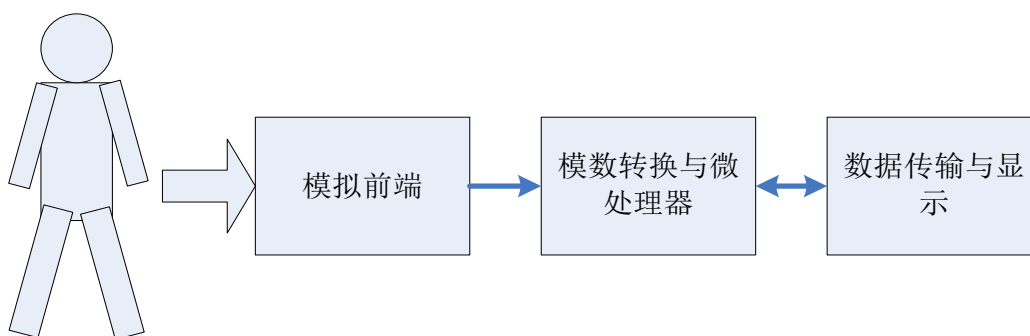 模拟前端
模数转换与微
处理器
数据传输与显
示